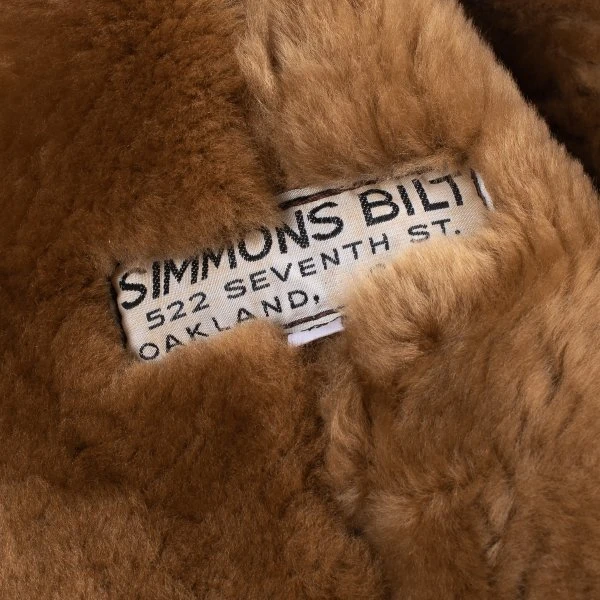 SIMMONS BILT
522 SEVENTH ST.
OAKLAND,